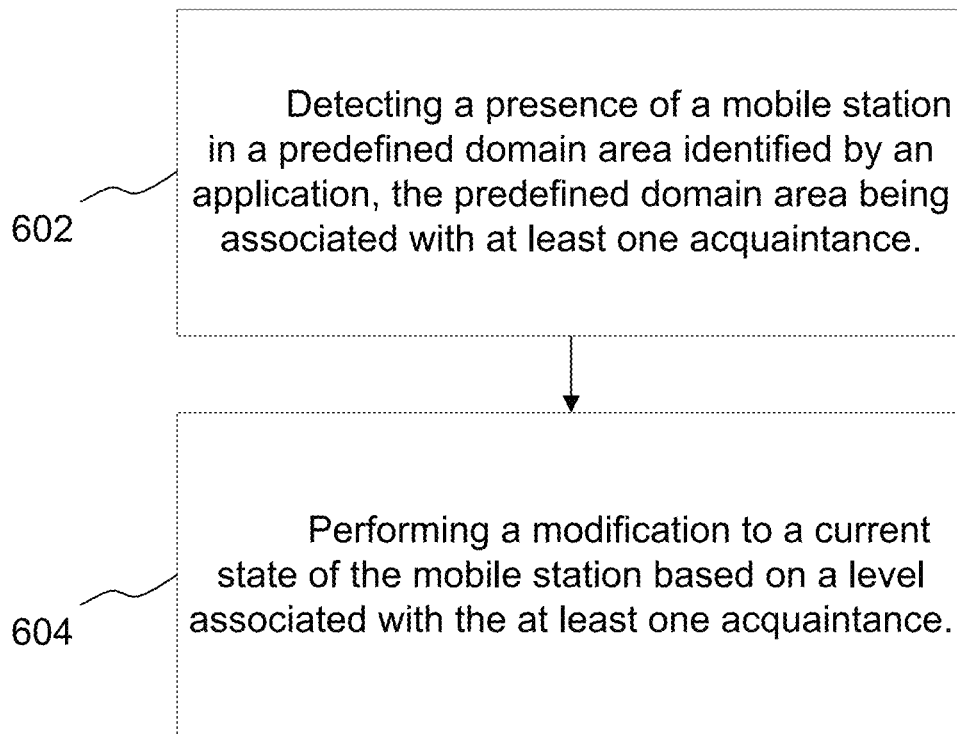 Detecting a presence of a mobile station
in a predefined domain area identified by an
application, the predefined domain area being
associated with at least one acquaintance.
602
Performing a modification to a current
state of the mobile station based on a level
associated with the at least one acquaintance.
604